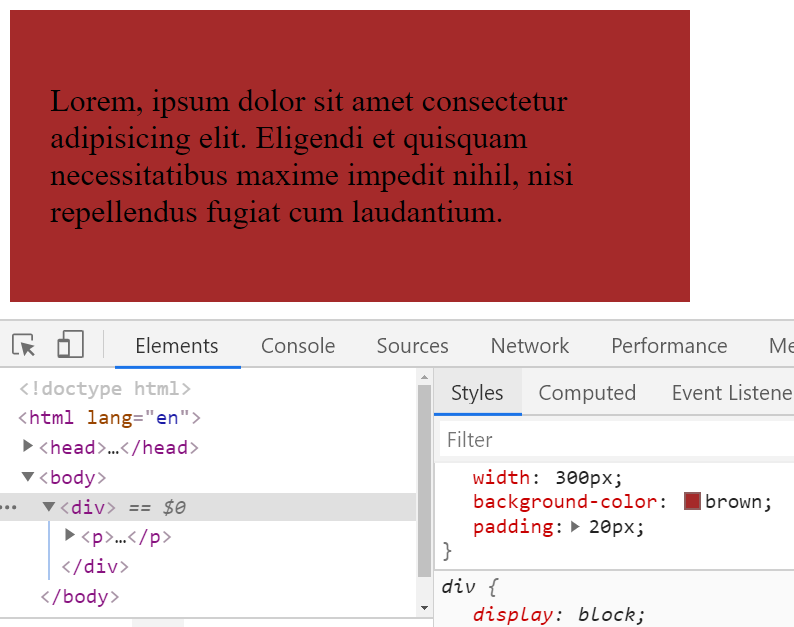 Lorem, ipsum dolor sit amet consectetur
adipisicing elit. Eligendi et quisquam
necessitatibus maxime impedit nihil, nisi
repellendus fugiat cum laudantium.
Elements Console Sources Network Performance Me
<!doctype html>
<html lang="en">
<head>…</head>
<body>
<div> == $0
<p>…</p>
</div>
</body>
Styles Computed Event Listene
Filter
width: 300px;
background-color: brown;
padding: 20px;
}
div {
display: block;